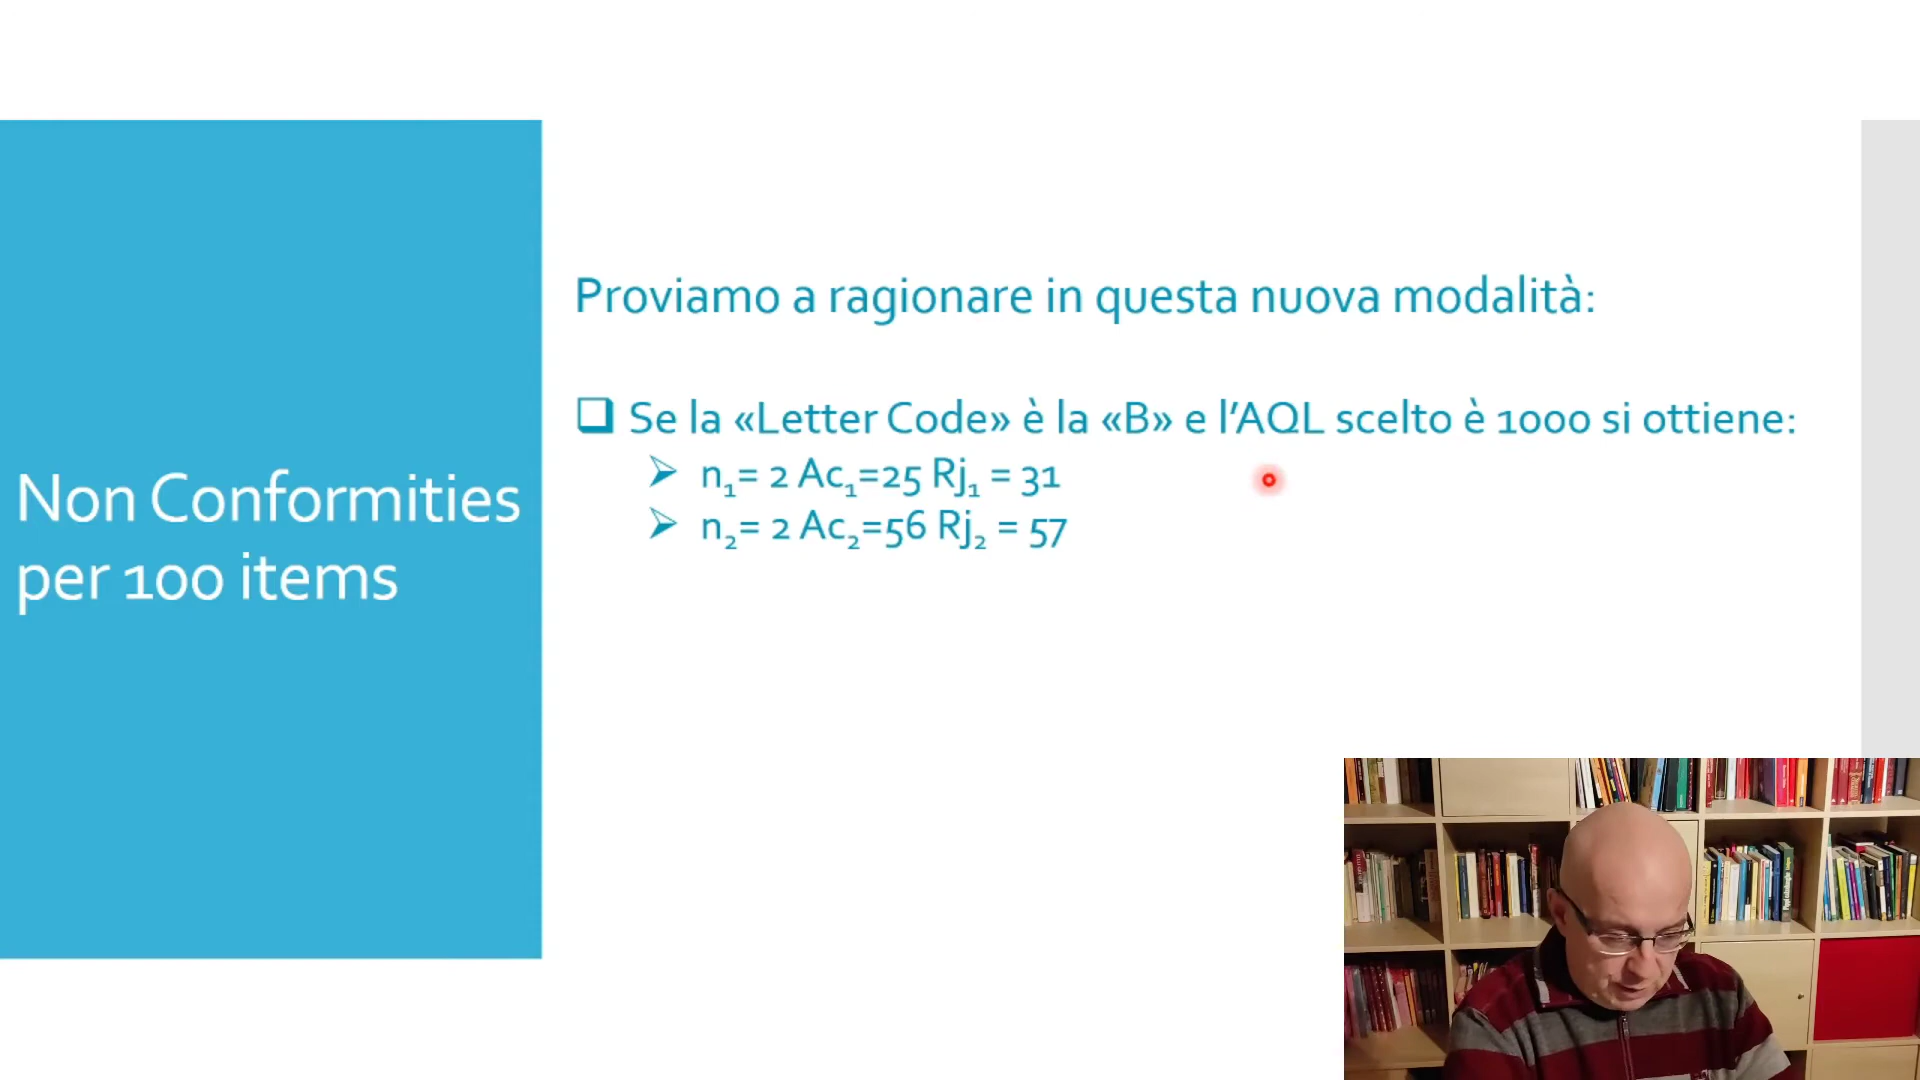 Non Conformities
per 100 items
Proviamo a ragionare in questa nuova modalità:
Se la «Letter Code» è la «B» e l’AQL scelto è 1000 si ottiene:
n₁= 2 Ac₁=25 Rj₁ = 31
n₂= 2 Ac₂=56 Rj₂ = 57